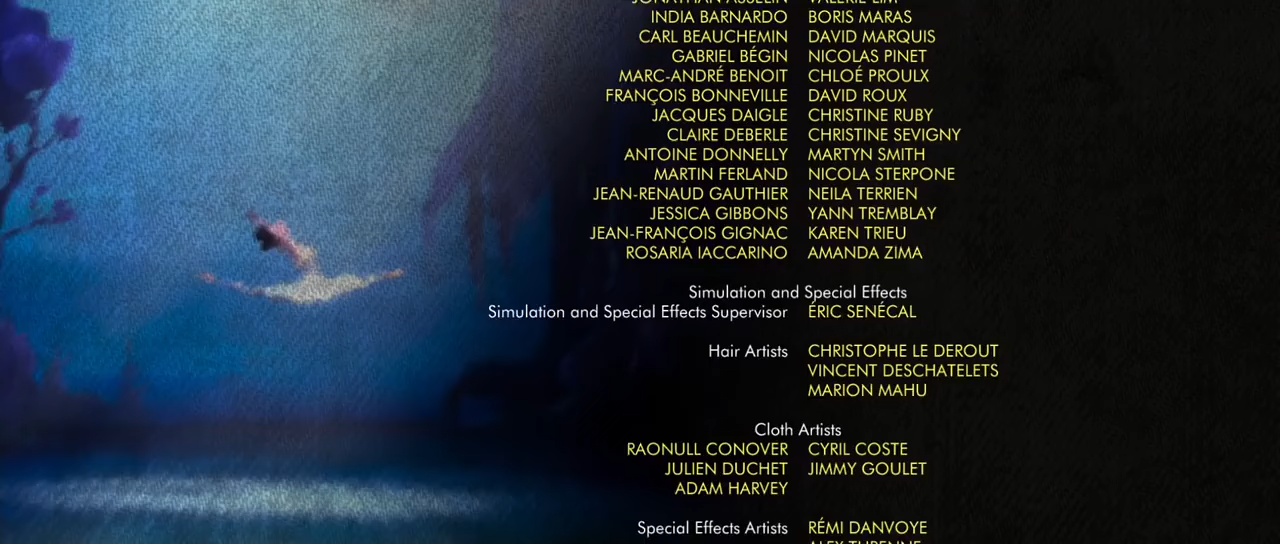 INDIA BARNARDO BORIS MARAS
CARL BEAUCHEMIN DAVID MARQUIS
GABRIEL BÉGIN NICOLAS PINET
MARC-ANDRÉ BENOIT CHLOÉ PROULX
FRANÇOIS BONNEVILLE DAVID ROUX
JACQUES DAIGLE CHRISTINE RUBY
CLAIRE DEBERLE CHRISTINE SEVIGNY
ANTOINE DONNELLY MARTYN SMITH
MARTIN FERLAND NICOLA STERPONE
JEAN-RENAUD GAUTHIER NEILA TERRIEN
JESSICA GIBBONS YANN TREMBLAY
JEAN-FRANÇOIS GIGNAC KAREN TRIEU
ROSARIA IACCARINO AMANDA ZIMA
Simulation and Special Effects
Simulation and Special Effects Supervisor ÉRIC SENÉCAL
Hair Artists CHRISTOPHE LE DEROUT
VINCENT DESCHATELETS
MARION MAHU
Cloth Artists
RAONULL CONOVER CYRIL COSTE
JULIEN DUCHET JIMMY GOULET
ADAM HARVEY
Special Effects Artists RÉMI DANVOYE